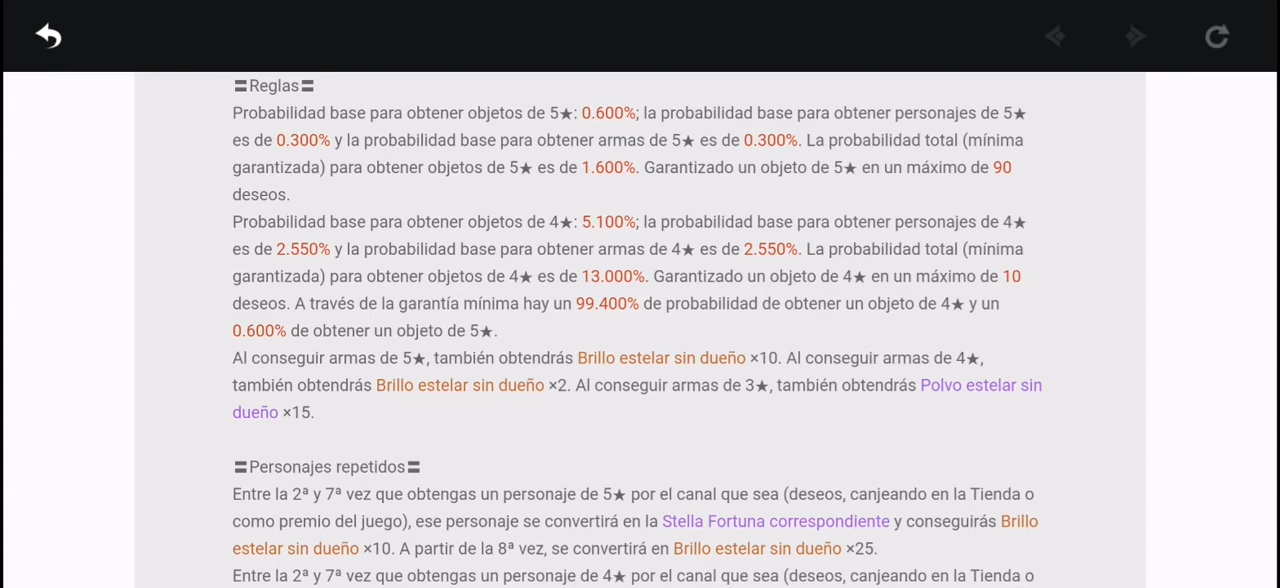 〓Reglas〓
Probabilidad base para obtener objetos de 5★: 0.600%; la probabilidad base para obtener personajes de 5★
es de 0.300% y la probabilidad base para obtener armas de 5★ es de 0.300%. La probabilidad total (mínima
garantizada) para obtener objetos de 5★ es de 1.600%. Garantizado un objeto de 5★ en un máximo de 90
deseos.
Probabilidad base para obtener objetos de 4★: 5.100%; la probabilidad base para obtener personajes de 4★
es de 2.550% y la probabilidad base para obtener armas de 4★ es de 2.550%. La probabilidad total (mínima
garantizada) para obtener objetos de 4★ es de 13.000%. Garantizado un objeto de 4★ en un máximo de 10
deseos. A través de la garantía mínima hay un 99.400% de probabilidad de obtener un objeto de 4★ y un
0.600% de obtener un objeto de 5★.
Al conseguir armas de 5★, también obtendrás Brillo estelar sin dueño ×10. Al conseguir armas de 4★,
también obtendrás Brillo estelar sin dueño ×2. Al conseguir armas de 3★, también obtendrás Polvo estelar sin
dueño ×15.
〓Personajes repetidos〓
Entre la 2ª y 7ª vez que obtengas un personaje de 5★ por el canal que sea (deseos, canjeando en la Tienda o
como premio del juego), ese personaje se convertirá en la Stella Fortuna correspondiente y conseguirás Brillo
estelar sin dueño ×10. A partir de la 8ª vez, se convertirá en Brillo estelar sin dueño ×25.
Entre la 2ª y 7ª vez que obtengas un personaje de 4★ por el canal que sea (deseos, canjeando en la Tienda o